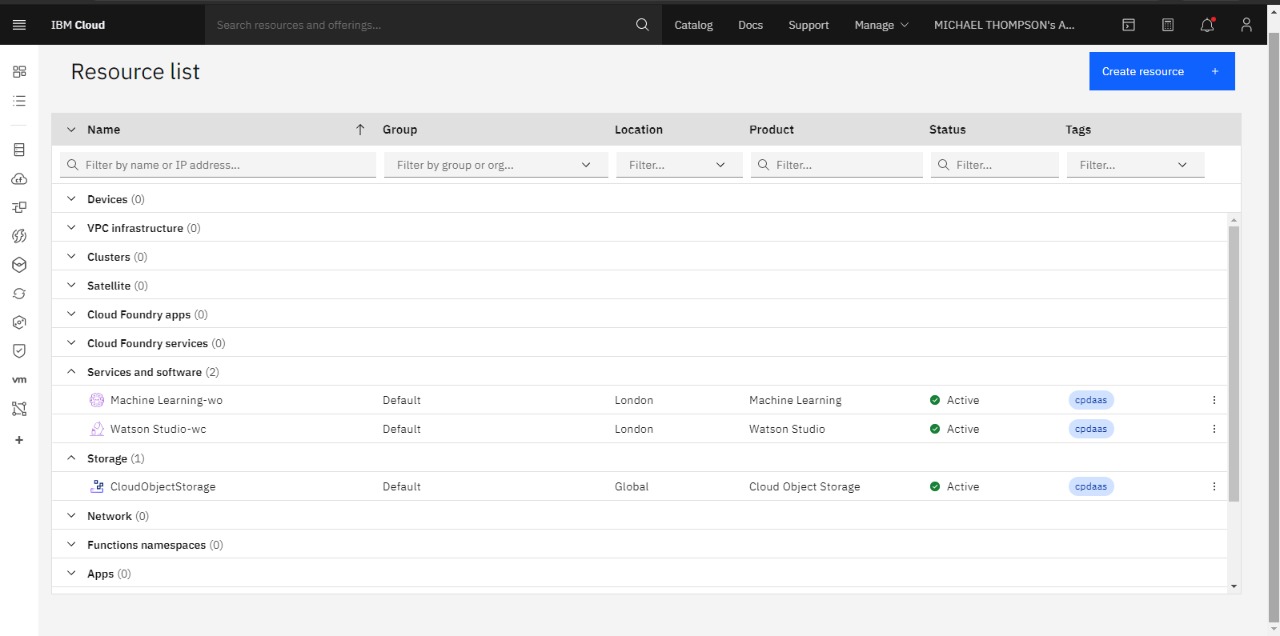 IBM Cloud Search resources and offerings... Catalog Docs Support Manage MICHAEL THOMPSON's A...
Resource list
Create resource +
Name Group Location Product Status Tags
Filter by name or IP address... Filter by group or org... Filter... Filter... Filter... Filter...
Devices (0)
VPC infrastructure (0)
Clusters (0)
Satellite (0)
Cloud Foundry apps (0)
Cloud Foundry services (0)
Services and software (2)
Machine Learning-wo Default London Machine Learning Active cpdaas
Watson Studio-wc Default London Watson Studio Active cpdaas
Storage (1)
CloudObjectStorage Default Global Cloud Object Storage Active cpdaas
Network (0)
Functions namespaces (0)
Apps (0)
vm